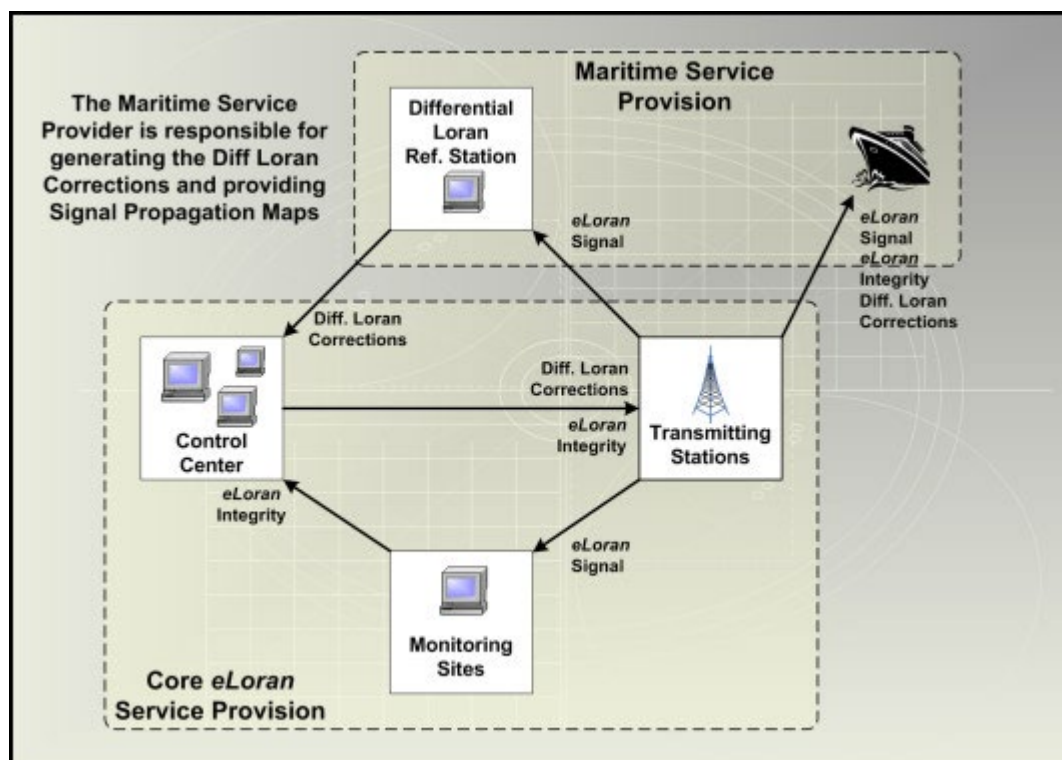 Maritime Service
Provision
The Maritime Service
Provider is responsible for
generating the Diff Loran
Corrections and providing
Signal Propagation Maps
Differential
Loran
Ref. Station
eLoran
Signal
eLoran
Signal
eLoran
Integrity
Diff. Loran
Corrections
Diff. Loran
Corrections
Diff. Loran
Corrections
eLoran
Integrity
Control
Center
Transmitting
Stations
eLoran
Integrity
eLoran
Signal
Monitoring
Sites
Core eLoran
Service Provision